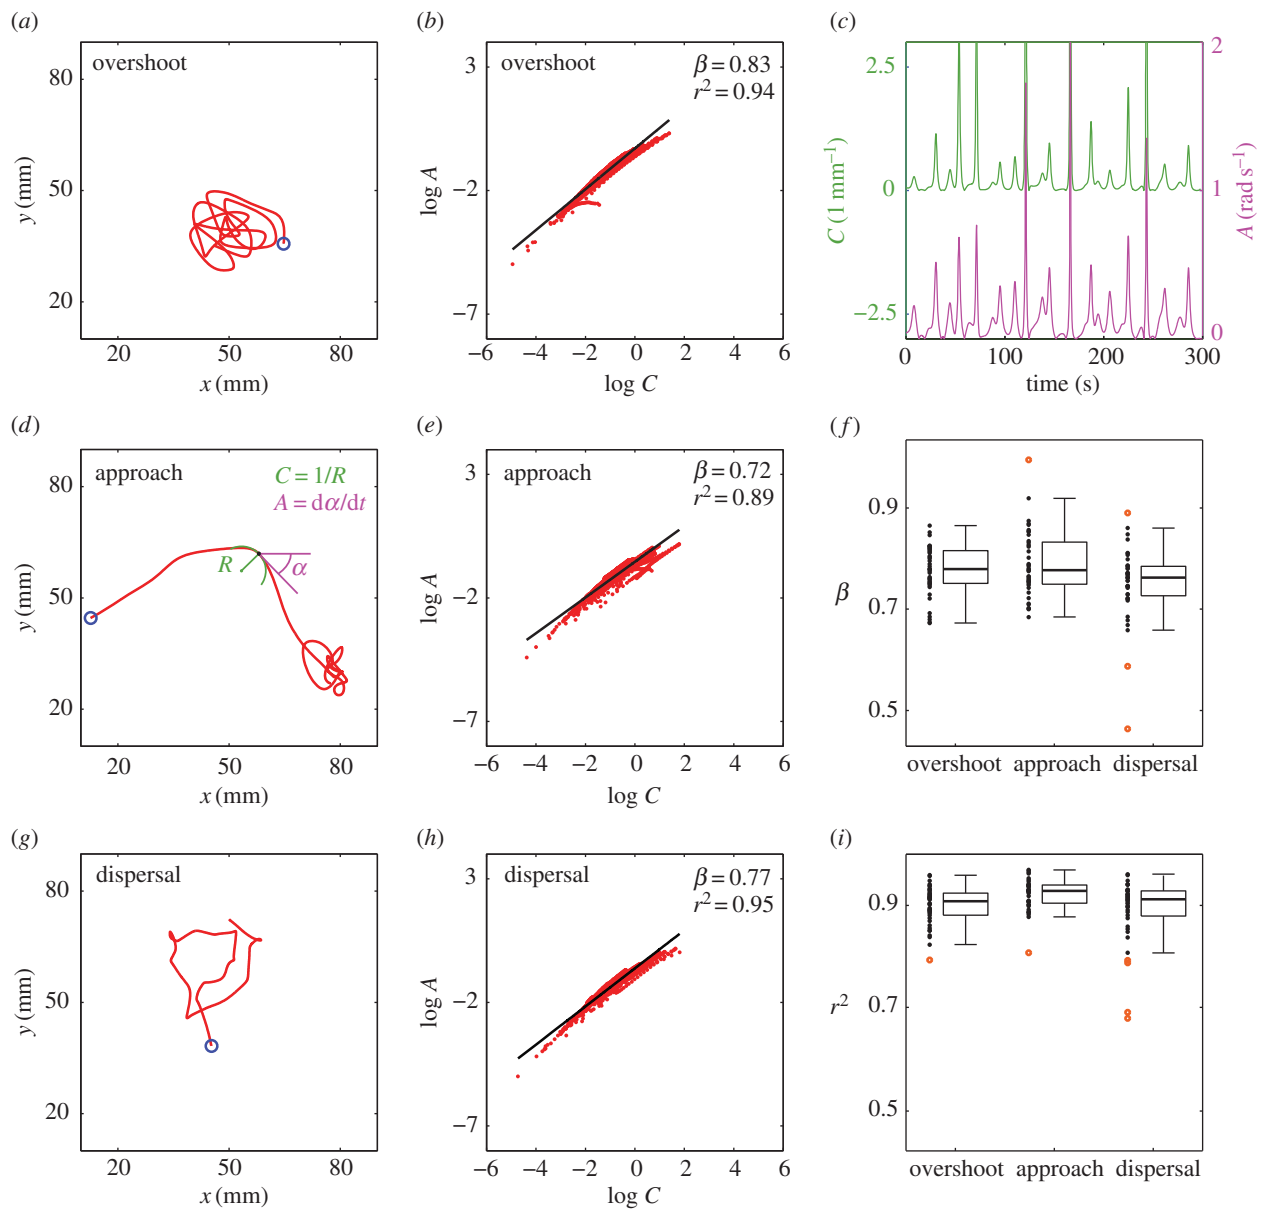 (a)
overshoot
80
50
20
y (mm)
20 50 80
x (mm)
(b)
overshoot
β = 0.83
r² = 0.94
3
−2
−7
log A
−6 −4 −2 0 2 4 6
log C
(c)
2.5
0
−2.5
C (1 mm⁻¹)
2
1
0
A (rad s⁻¹)
0 100 200 300
time (s)
(d)
approach
C = 1/R
A = dα/dt
R
α
80
50
20
y (mm)
20 50 80
x (mm)
(e)
approach
β = 0.72
r² = 0.89
3
−2
−7
log A
−6 −4 −2 0 2 4 6
log C
(f)
0.9
0.7
0.5
β
overshoot approach dispersal
(g)
dispersal
80
50
20
y (mm)
20 50 80
x (mm)
(h)
dispersal
β = 0.77
r² = 0.95
3
−2
−7
log A
−6 −4 −2 0 2 4 6
log C
(i)
0.9
0.7
0.5
r²
overshoot approach dispersal